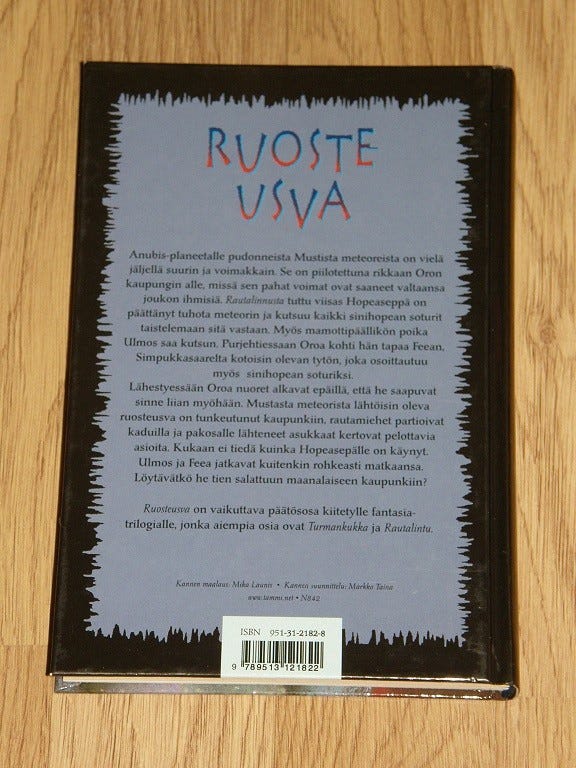 RUOSTE
USVA
Anubis-planeetalle pudonneista Mustista meteoreista on vielä
jäljellä suurin ja voimakkain. Se on piilotettuna rikkaan Oron
kaupungin alle, missä sen pahat voimat ovat saaneet valtaansa
joukon ihmisiä. Rautalinnusta tuttu viisas Hopeaseppä on
päättänyt tuhota meteorin ja kutsuu kaikki sinihopean soturit
taistelemaan sitä vastaan. Myös mamottipäällikön poika
Ulmos saa kutsun. Purjehtiessaan Oroa kohti hän tapaa Feean,
Simpukkasaarelta kotoisin olevan tytön, joka osoittautuu
myös sinihopean soturiksi.
Lähestyessään Oroa nuoret alkavat epäillä, että he saapuvat
sinne liian myöhään. Mustasta meteorista lähtöisin oleva
ruosteusva on tunkeutunut kaupunkiin, rautamiehet partioivat
kaduilla ja pakosalle lähteneet asukkaat kertovat pelottavia
asioita. Kukaan ei tiedä kuinka Hopeasepälle on käynyt.
Ulmos ja Feea jatkavat kuitenkin rohkeasti matkaansa.
Löytävätkö he tien salattuun maanalaiseen kaupunkiin?
Ruosteusva on vaikuttava päätösosa kiitetylle fantasia-
trilogialle, jonka aiempia osia ovat Turmankukka ja Rautalintu.
Kannen maalaus: Mika Launis • Kannen suunnittelu: Markko Taina
www.tammi.net • N842
ISBN 951-31-2182-8
9 789513 121822